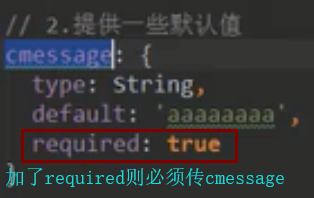 // 2.提供一些默认值
cmessage: {
type: String,
default: 'aaaaaaaa',
required: true
}
加了required则必须传cmessage